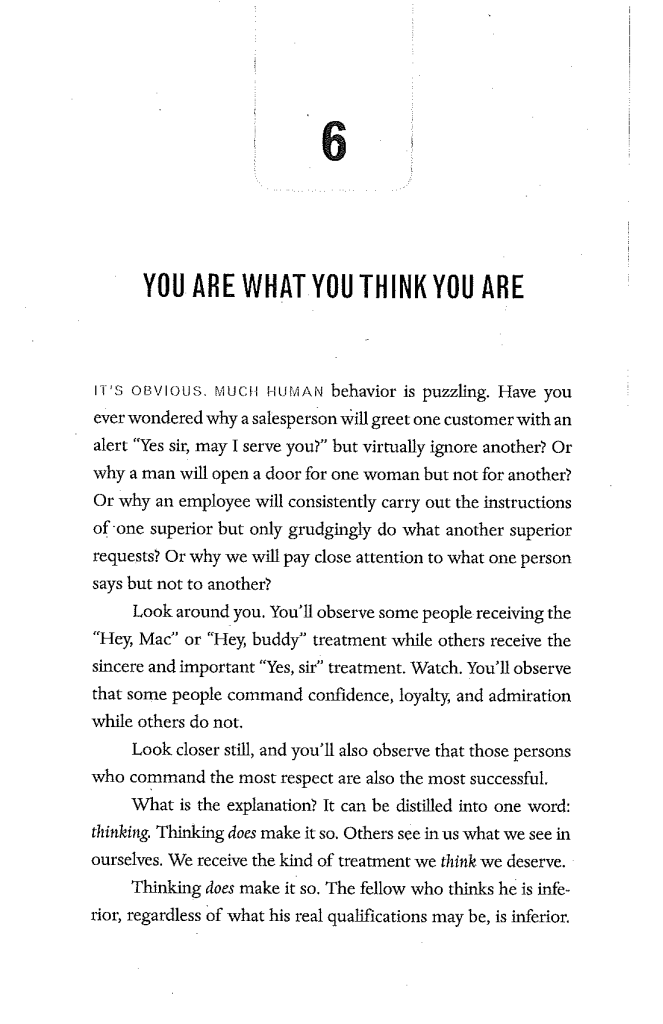 6
YOU ARE WHAT YOU THINK YOU ARE
IT'S OBVIOUS. MUCH HUMAN behavior is puzzling. Have you
ever wondered why a salesperson will greet one customer with an
alert "Yes sir, may I serve you?" but virtually ignore another? Or
why a man will open a door for one woman but not for another?
Or why an employee will consistently carry out the instructions
of one superior but only grudgingly do what another superior
requests? Or why we will pay close attention to what one person
says but not to another?
Look around you. You'll observe some people receiving the
"Hey, Mac" or "Hey, buddy" treatment while others receive the
sincere and important "Yes, sir" treatment. Watch. You'll observe
that some people command confidence, loyalty, and admiration
while others do not.
Look closer still, and you'll also observe that those persons
who command the most respect are also the most successful.
What is the explanation? It can be distilled into one word:
thinking. Thinking does make it so. Others see in us what we see in
ourselves. We receive the kind of treatment we think we deserve.
Thinking does make it so. The fellow who thinks he is infe-
rior, regardless of what his real qualifications may be, is inferior.